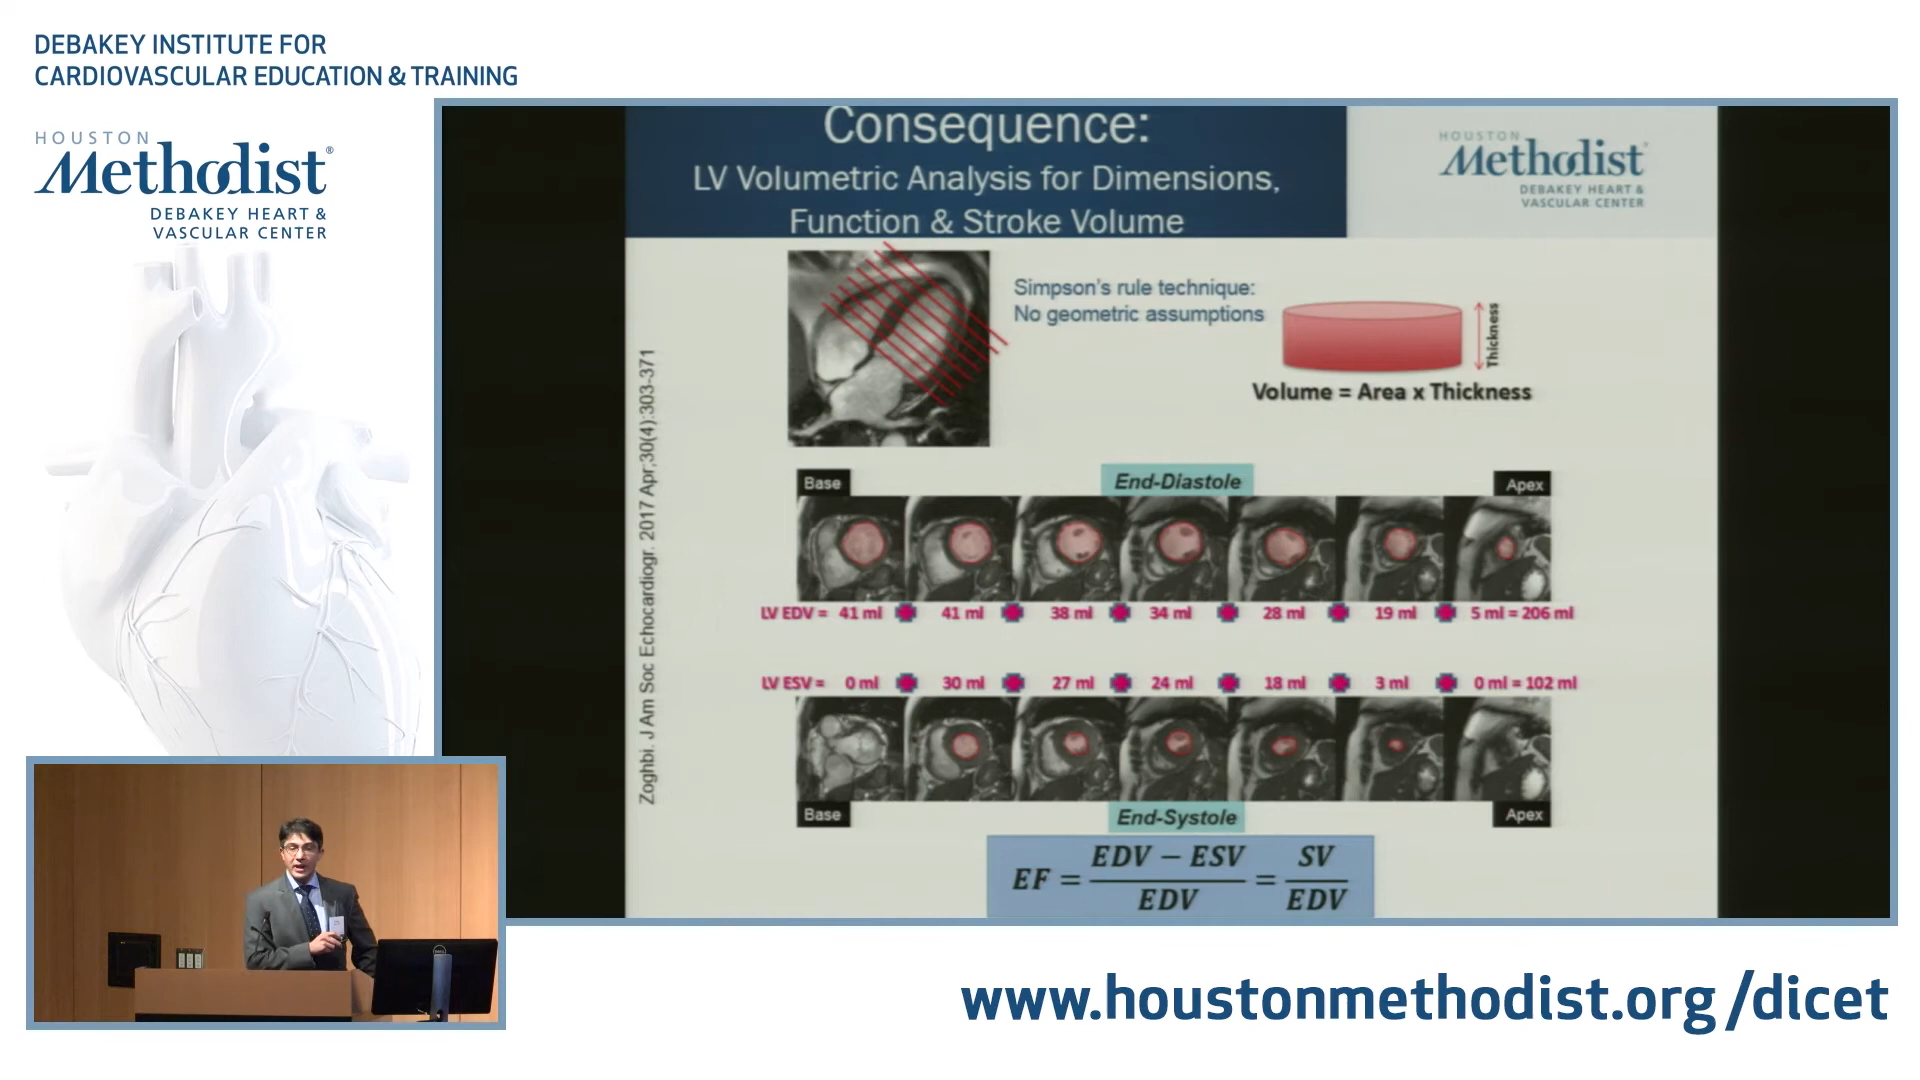 DEBAKEY INSTITUTE FOR
CARDIOVASCULAR EDUCATION & TRAINING
HOUSTON
Methodist®
DEBAKEY HEART &
VASCULAR CENTER
Consequence:
LV Volumetric Analysis for Dimensions,
Function & Stroke Volume
HOUSTON
Methodist
DEBAKEY HEART &
VASCULAR CENTER
Simpson's rule technique:
No geometric assumptions
Thickness
Volume = Area x Thickness
Zoghbi. J Am Soc Echocardiogr. 2017 Apr;30(4):303-371
Base
End-Diastole
Apex
LV EDV = 41 ml + 41 ml + 38 ml + 34 ml + 28 ml + 19 ml + 5 ml = 206 ml
LV ESV = 0 ml + 30 ml + 27 ml + 24 ml + 18 ml + 3 ml + 0 ml = 102 ml
Base
End-Systole
Apex
EF = (EDV − ESV) / EDV = SV / EDV
www.houstonmethodist.org/dicet